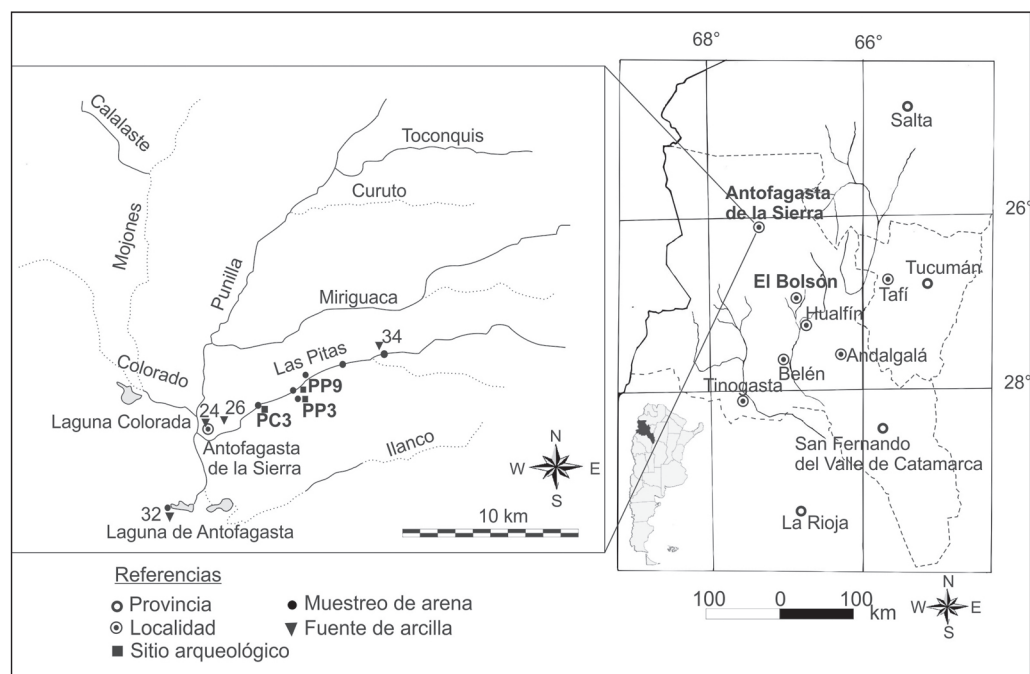 68°
66°
Calalaste
Toconquis
Salta
Curuto
Mojones
Antofagasta
de la Sierra
26°
Punilla
Miriguaca
El Bolsón
Tucumán
Tafí
Hualfín
34
Las Pitas
Colorado
PP9
Andalgalá
Belén
Tinogasta
28°
24
26
PP3
PC3
Laguna Colorada
Antofagasta
de la Sierra
Ilanco
N
W
E
S
San Fernando
del Valle de Catamarca
32
10 km
La Rioja
Laguna de Antofagasta
Referencias
Provincia
Muestreo de arena
Localidad
Fuente de arcilla
Sitio arqueológico
100
0
100
km
N
W
E
S